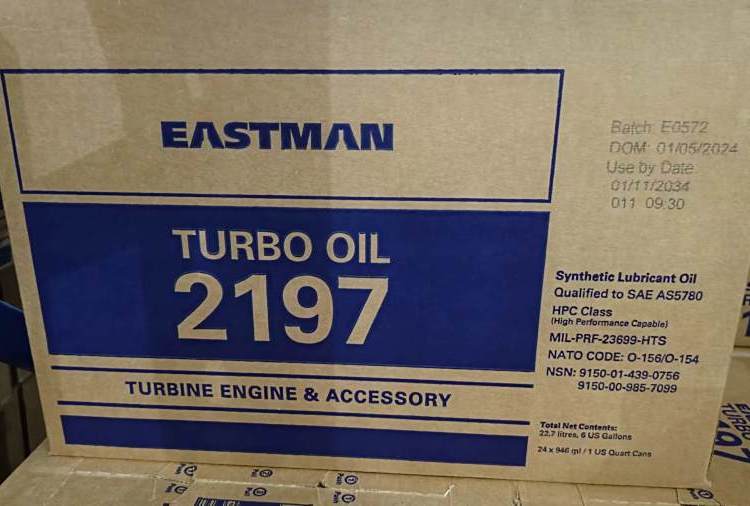 EASTMAN
Batch E0572
DOM: 01/05/2024
Use by Date
01/11/2034
011 09:30
TURBO OIL
2197
TURBINE ENGINE & ACCESSORY
Synthetic Lubricant Oil
Qualified to SAE AS5780
HPC Class
(High Performance Capable)
MIL-PRF-23699-HTS
NATO CODE: O-156/O-154
NSN: 9150-01-439-0756
9150-00-985-7099
Total Net Contents:
22.7 litres, 6 US Gallons
24 x 946 ml / 1 US Quart Cans